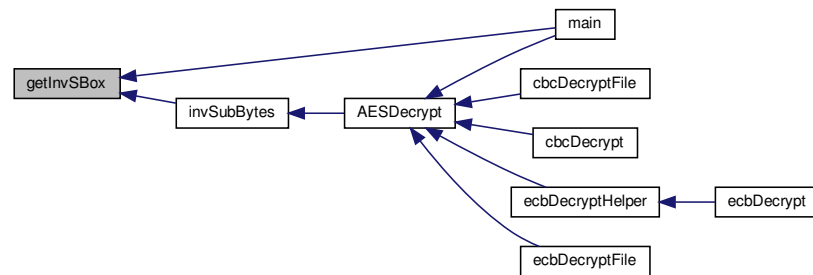 main
getInvSBox
cbcDecryptFile
invSubBytes
AESDecrypt
cbcDecrypt
ecbDecryptHelper
ecbDecrypt
ecbDecryptFile